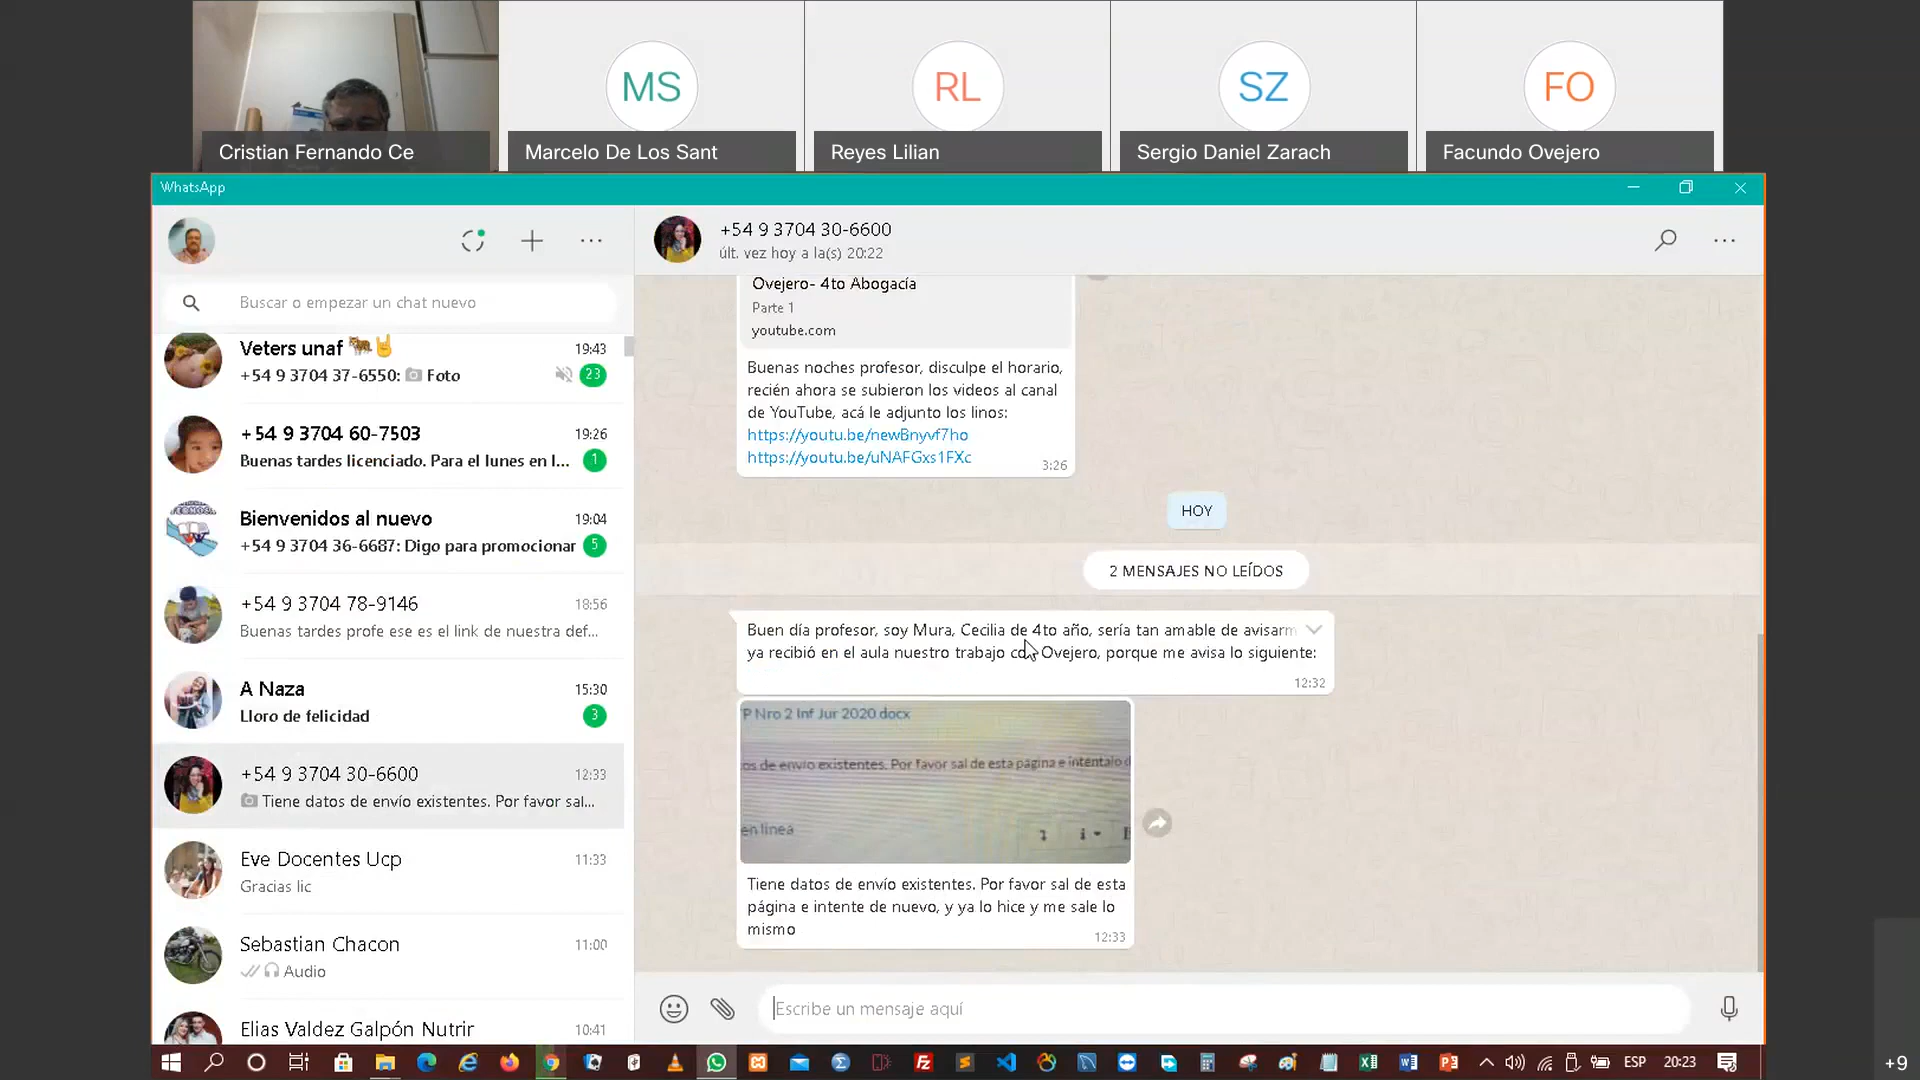 MS
RL
SZ
FO
Cristian Fernando Ce
Marcelo De Los Sant
Reyes Lilian
Sergio Daniel Zarach
Facundo Ovejero
WhatsApp
+54 9 3704 30-6600
últ. vez hoy a la(s) 20:22
Buscar o empezar un chat nuevo
Veters unaf
19:43
+54 9 3704 37-6550: Foto
23
+54 9 3704 60-7503
19:26
Buenas tardes licenciado. Para el lunes en l...
1
Bienvenidos al nuevo
19:04
+54 9 3704 36-6687: Digo para promocionar
5
+54 9 3704 78-9146
18:56
Buenas tardes profe ese es el link de nuestra def...
A Naza
15:30
Lloro de felicidad
3
+54 9 3704 30-6600
12:33
Tiene datos de envío existentes. Por favor sal...
Eve Docentes Ucp
11:33
Gracias lic
Sebastian Chacon
11:00
Audio
Elias Valdez Galpón Nutrir
10:41
Ovejero- 4to Abogacía
Parte 1
youtube.com
Buenas noches profesor, disculpe el horario,
recién ahora se subieron los videos al canal
de YouTube, acá le adjunto los linos:
https://youtu.be/newBnyvf7ho
https://youtu.be/uNAFGxs1FXc
3:26
HOY
2 MENSAJES NO LEÍDOS
Buen día profesor, soy Mura, Cecilia de 4to año, sería tan amable de avisarm
ya recibió en el aula nuestro trabajo co Ovejero, porque me avisa lo siguiente:
12:32
P Nro 2 Inf Jur 2020.docx
os de envío existentes. Por favor sal de esta página e inténtalo d
en línea
Tiene datos de envío existentes. Por favor sal de esta
página e intente de nuevo, y ya lo hice y me sale lo
mismo
12:33
Escribe un mensaje aquí
ESP
20:23
+9